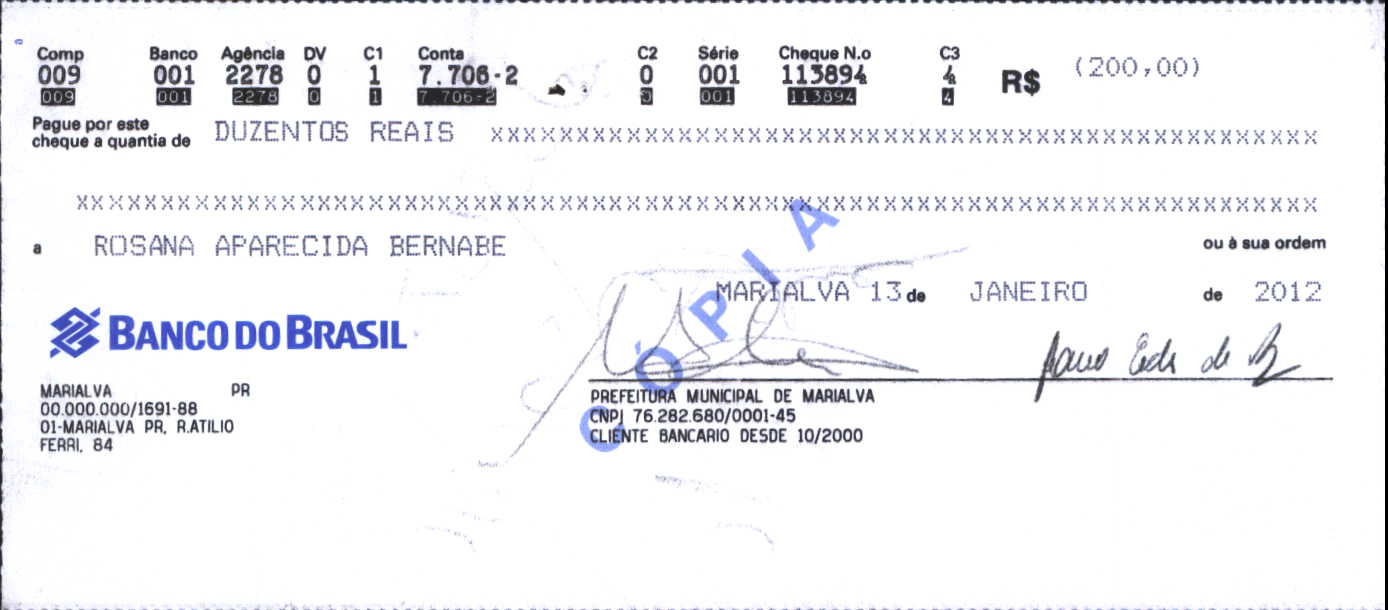 Comp Banco Agência DV C1 Conta C2 Série Cheque N.o C3
009 001 2278 0 1 7.706-2 0 001 113894 4 R$ (200,00)
009 001 2278 0 1 7.706-2 0 001 113894 4
Pague por este
cheque a quantia de DUZENTOS REAIS XXXXXXXXXXXXXXXXXXXXXXXXXXXXXXXXXXXXXXXXXXXXXXXX
XXXXXXXXXXXXXXXXXXXXXXXXXXXXXXXXXXXXXXXXXXXXXXXXXXXXXXXXXXXXXXXXXXXXXXXX
a ROSANA APARECIDA BERNABE ou à sua ordem
MARIALVA 13 de JANEIRO de 2012
BANCO DO BRASIL
CÓPIA
MARIALVA PR
00.000.000/1691-88
01-MARIALVA PR, R.ATILIO
FERRI, 84
PREFEITURA MUNICIPAL DE MARIALVA
CNPJ 76.282.680/0001-45
CLIENTE BANCARIO DESDE 10/2000